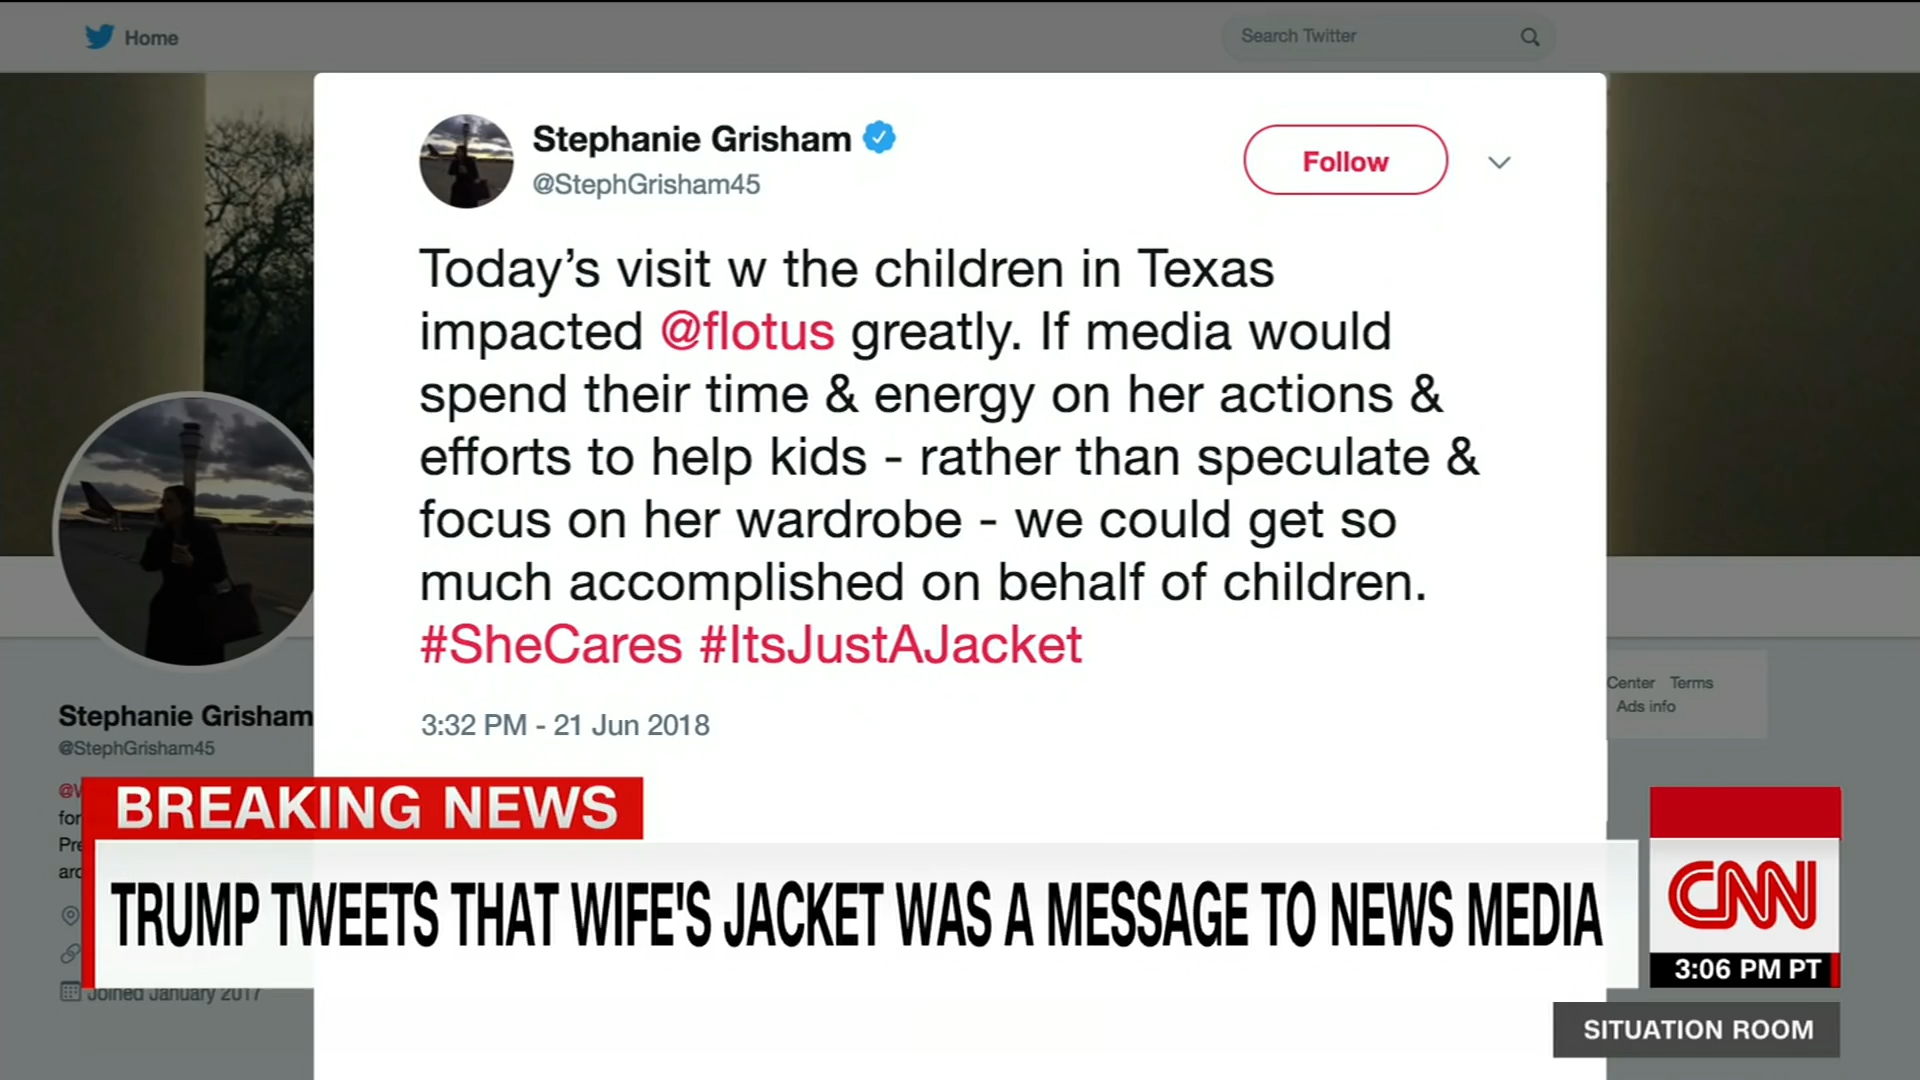 Home
Search Twitter
Stephanie Grisham
@StephGrisham45
Follow
Today's visit w the children in Texas
impacted @flotus greatly. If media would
spend their time & energy on her actions &
efforts to help kids - rather than speculate &
focus on her wardrobe - we could get so
much accomplished on behalf of children.
#SheCares #ItsJustAJacket
3:32 PM - 21 Jun 2018
Stephanie Grisham
@StephGrisham45
Center Terms
Ads info
Joined January 2017
BREAKING NEWS
TRUMP TWEETS THAT WIFE'S JACKET WAS A MESSAGE TO NEWS MEDIA
CNN
3:06 PM PT
SITUATION ROOM